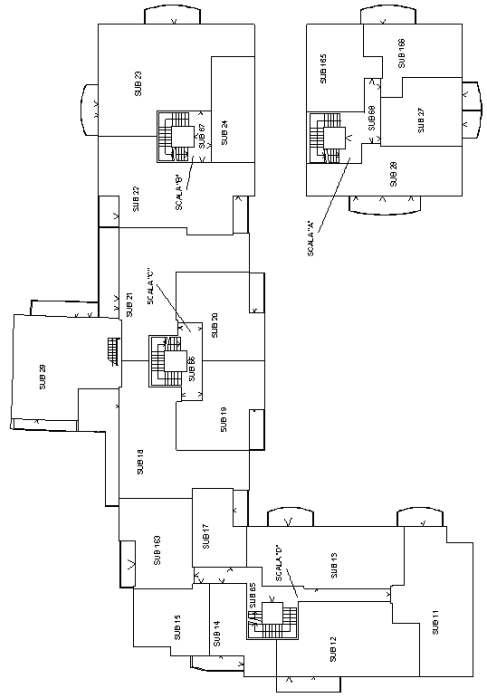 SUB 23
SUB 24
SUB 67
SCALA "B"
SUB 22
SUB 165
SUB 166
SUB 27
SUB 68
SUB 28
SCALA "A"
SUB 21
SCALA "C"
SUB 20
SUB 29
SUB 66
SUB 19
SUB 18
SUB 163
SUB 17
SCALA "D"
SUB 13
SUB 65
SUB 15
SUB 14
SUB 12
SUB 11